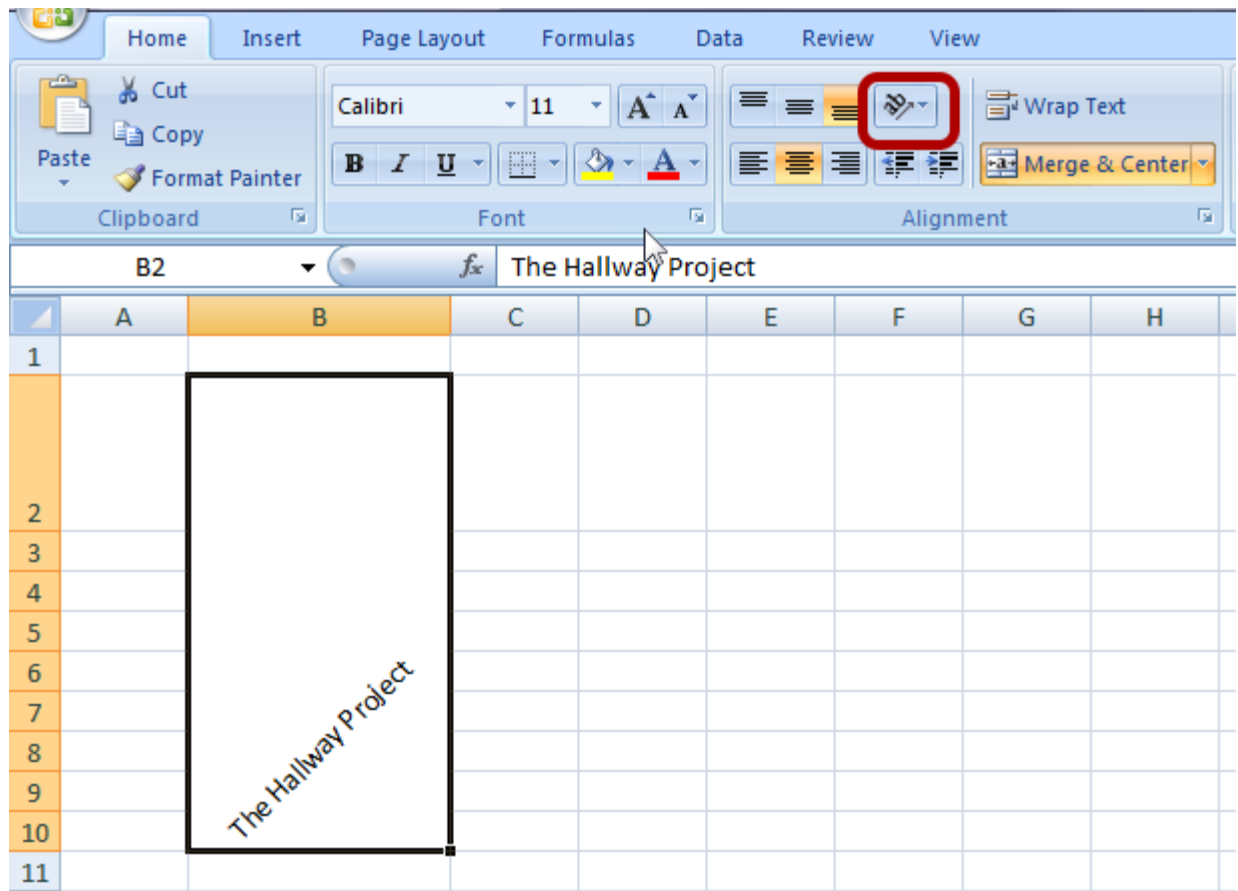 Home Insert Page Layout Formulas Data Review View
Cut
Copy
Paste
Format Painter
Clipboard
Calibri 11 A A
B I U A
Font
ab Wrap Text
a Merge & Center
Alignment
B2 fx The Hallway Project
A B C D E F G H
1
2
3
4
5
6
7
8
9
10
11
The Hallway Project